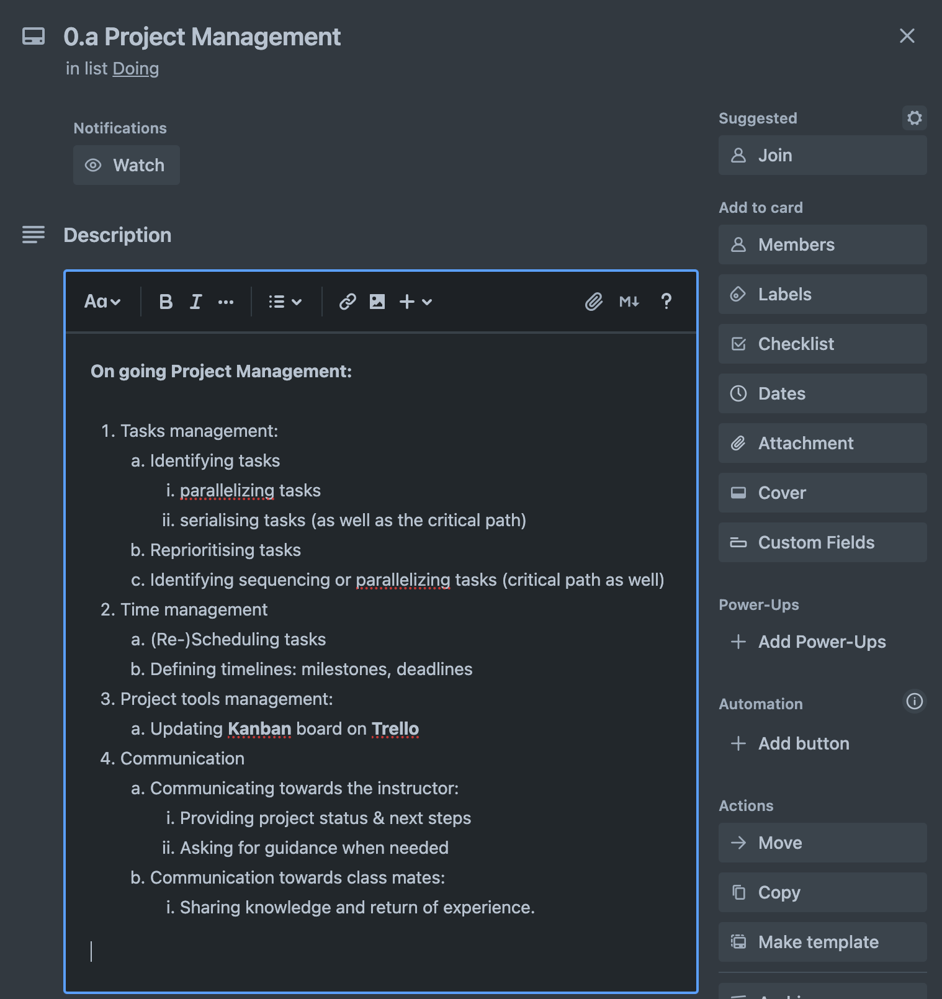 0.a Project Management
in list Doing
Notifications
Watch
Description
Aa
B I ...
M↓ ?
On going Project Management:
1. Tasks management:
a. Identifying tasks
i. parallelizing tasks
ii. serialising tasks (as well as the critical path)
b. Reprioritising tasks
c. Identifying sequencing or parallelizing tasks (critical path as well)
2. Time management
a. (Re-)Scheduling tasks
b. Defining timelines: milestones, deadlines
3. Project tools management:
a. Updating Kanban board on Trello
4. Communication
a. Communicating towards the instructor:
i. Providing project status & next steps
ii. Asking for guidance when needed
b. Communication towards class mates:
i. Sharing knowledge and return of experience.
Suggested
Join
Add to card
Members
Labels
Checklist
Dates
Attachment
Cover
Custom Fields
Power-Ups
+ Add Power-Ups
Automation
+ Add button
Actions
Move
Copy
Make template